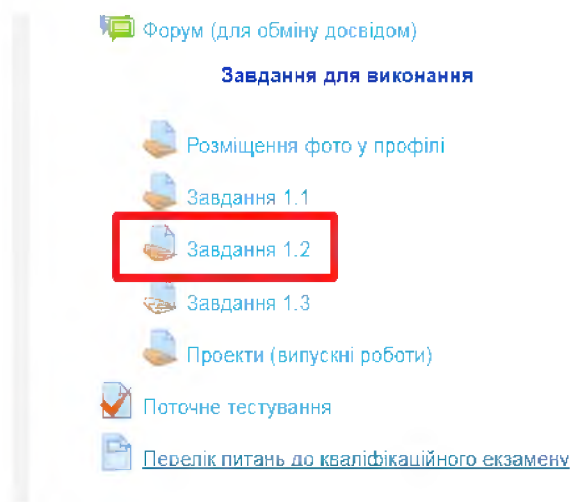 Форум (для обміну досвідом)
Завдання для виконання
Розміщення фото у профілі
Завдання 1.1
Завдання 1.2
Завдання 1.3
Проекти (випускні роботи)
Поточне тестування
Перелік питань до кваліфікаційного екзамену